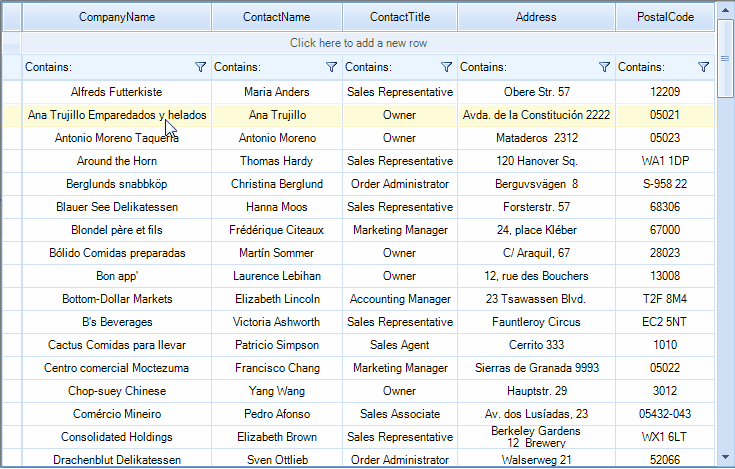 CompanyName ContactName ContactTitle Address PostalCode
Click here to add a new row
Contains: Contains: Contains: Contains: Contains:
Alfreds Futterkiste Maria Anders Sales Representative Obere Str. 57 12209
Ana Trujillo Emparedados y helados Ana Trujillo Owner Avda. de la Constitución 2222 05021
Antonio Moreno Taquería Antonio Moreno Owner Mataderos 2312 05023
Around the Horn Thomas Hardy Sales Representative 120 Hanover Sq. WA1 1DP
Berglunds snabbköp Christina Berglund Order Administrator Berguvsvägen 8 S-958 22
Blauer See Delikatessen Hanna Moos Sales Representative Forsterstr. 57 68306
Blondel père et fils Frédérique Citeaux Marketing Manager 24, place Kléber 67000
Bólido Comidas preparadas Martín Sommer Owner C/ Araquil, 67 28023
Bon app' Laurence Lebihan Owner 12, rue des Bouchers 13008
Bottom-Dollar Markets Elizabeth Lincoln Accounting Manager 23 Tsawassen Blvd. T2F 8M4
B's Beverages Victoria Ashworth Sales Representative Fauntleroy Circus EC2 5NT
Cactus Comidas para llevar Patricio Simpson Sales Agent Cerrito 333 1010
Centro comercial Moctezuma Francisco Chang Marketing Manager Sierras de Granada 9993 05022
Chop-suey Chinese Yang Wang Owner Hauptstr. 29 3012
Comércio Mineiro Pedro Afonso Sales Associate Av. dos Lusíadas, 23 05432-043
Consolidated Holdings Elizabeth Brown Sales Representative Berkeley Gardens WX1 6LT
12 Brewery
Drachenblut Delikatessen Sven Ottlieb Order Administrator Walserweg 21 52066